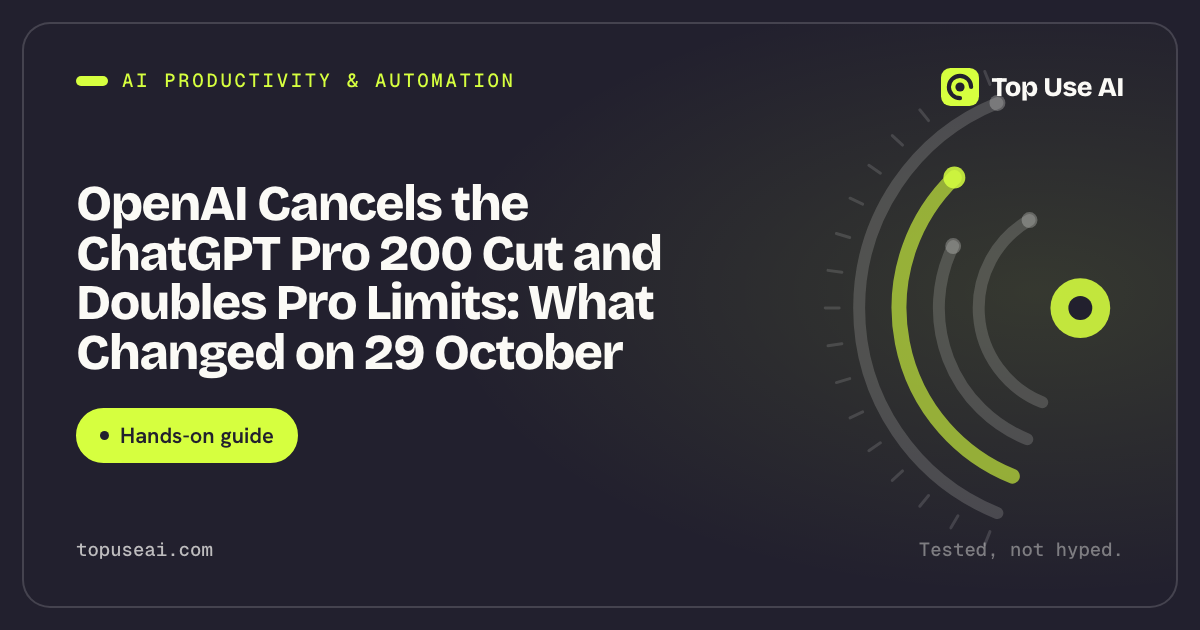 AI PRODUCTIVITY & AUTOMATION
Top Use AI
OpenAI Cancels the
ChatGPT Pro 200 Cut and
Doubles Pro Limits: What
Changed on 29 October
Hands-on guide
topuseai.com
Tested, not hyped.